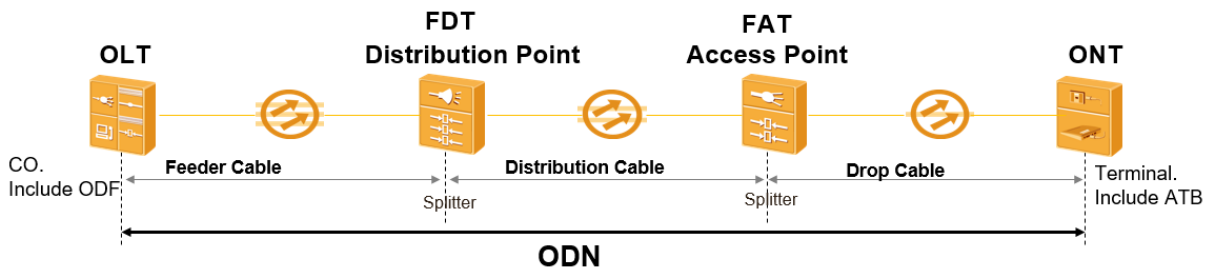 OLT
FDT
Distribution Point
FAT
Access Point
ONT
CO.
Include ODF
Feeder Cable
Distribution Cable
Drop Cable
Terminal.
Include ATB
Splitter
Splitter
ODN